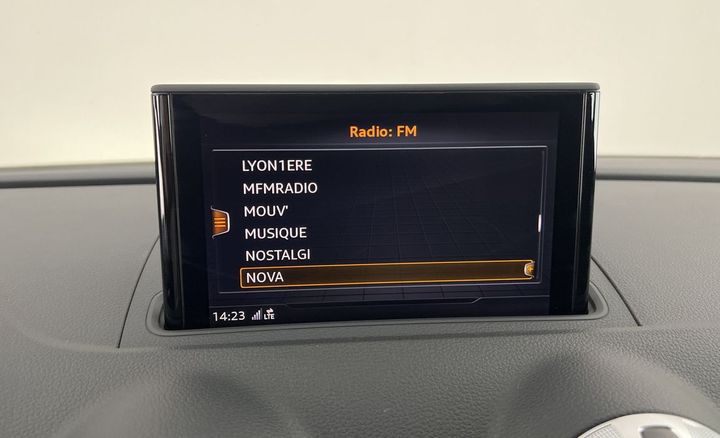 Radio: FM
LYON1ERE
MFMRADIO
MOUV'
MUSIQUE
NOSTALGI
NOVA
14:23 LTE